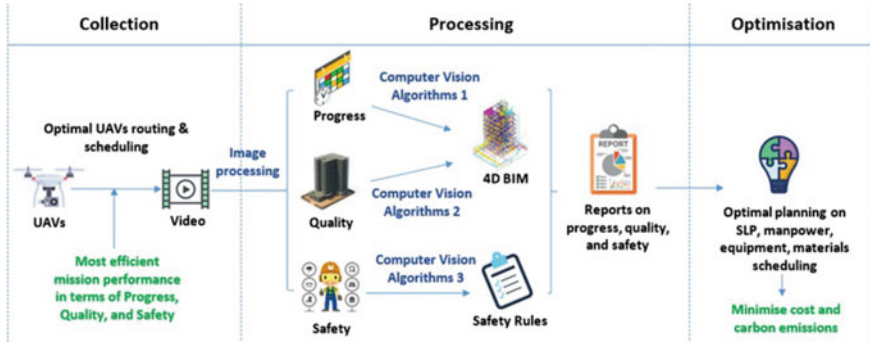 Collection
Processing
Optimisation
Optimal UAVs routing &
scheduling
UAVs
Video
Most efficient
mission performance
in terms of Progress,
Quality, and Safety
Image
processing
Progress
Computer Vision
Algorithms 1
Quality
Computer Vision
Algorithms 2
4D BIM
Safety
Computer Vision
Algorithms 3
Safety Rules
REPORT
Reports on
progress, quality,
and safety
Optimal planning on
SLP, manpower,
equipment, materials
scheduling
Minimise cost and
carbon emissions